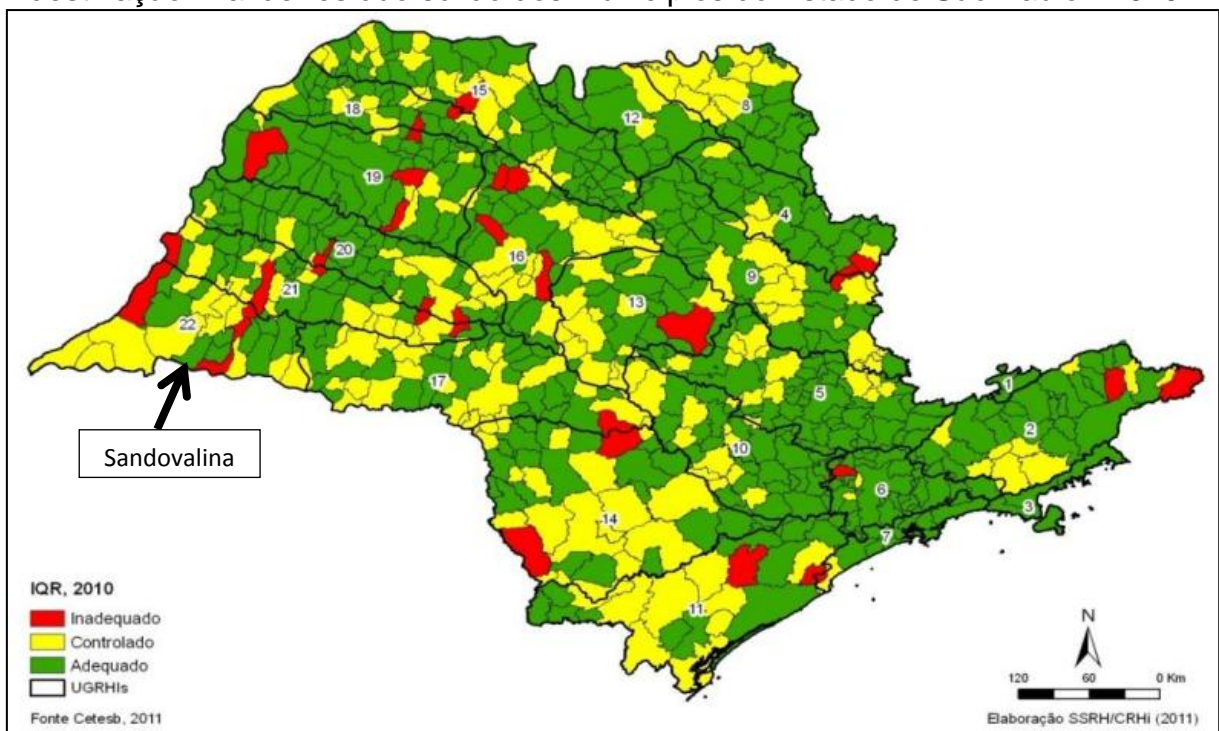 15
8
18
12
19
4
20
16
9
21
13
22
17
5
1
2
10
6
3
7
14
11
Sandovalina
IQR, 2010
Inadequado
Controlado
Adequado
UGRHIs
Fonte Cetesb, 2011
N
120 60 0 Km
Elaboração SSRH/CRHi (2011)